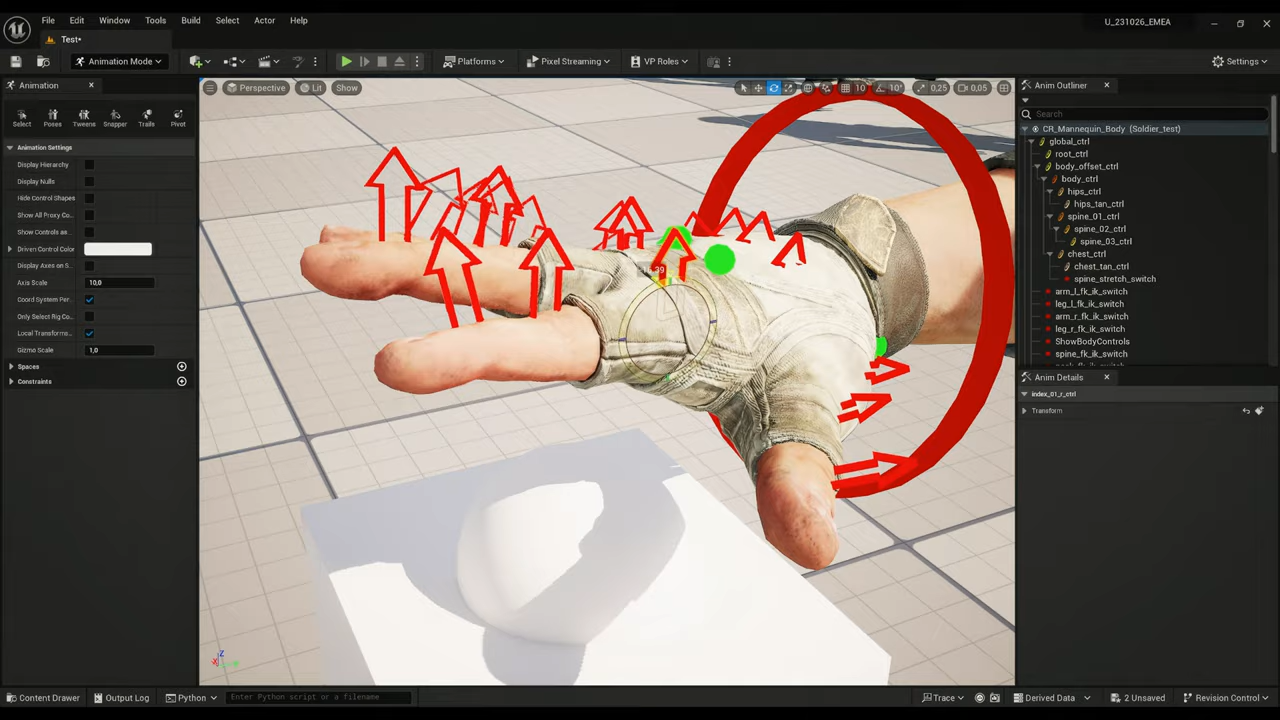 File Edit Window Tools Build Select Actor Help
U_231026_EMEA
Test*
Animation Mode
Platforms
Pixel Streaming
VP Roles
Settings
Animation
Perspective Lit Show
10 10° 0,25 0,05
Anim Outliner
Select Poses Tweens Snapper Trails Pivot
Search
CR_Mannequin_Body (Soldier_test)
global_ctrl
root_ctrl
body_offset_ctrl
body_ctrl
hips_ctrl
hips_tan_ctrl
spine_01_ctrl
spine_02_ctrl
spine_03_ctrl
chest_ctrl
chest_tan_ctrl
spine_stretch_switch
arm_l_fk_ik_switch
leg_l_fk_ik_switch
arm_r_fk_ik_switch
leg_r_fk_ik_switch
ShowBodyControls
spine_fk_ik_switch
Animation Settings
Display Hierarchy
Display Nulls
Hide Control Shapes
Show All Proxy Co...
Show Controls as
Driven Control Color
Display Axes on S
Axis Scale 10,0
Coord System Per
Only Select Rig Co
Local Transforms...
Gizmo Scale 1,0
Spaces
Constraints
Anim Details
index_01_r_ctrl
Transform
Z
Content Drawer Output Log Python Enter Python script or a filename
Trace Derived Data 2 Unsaved Revision Control